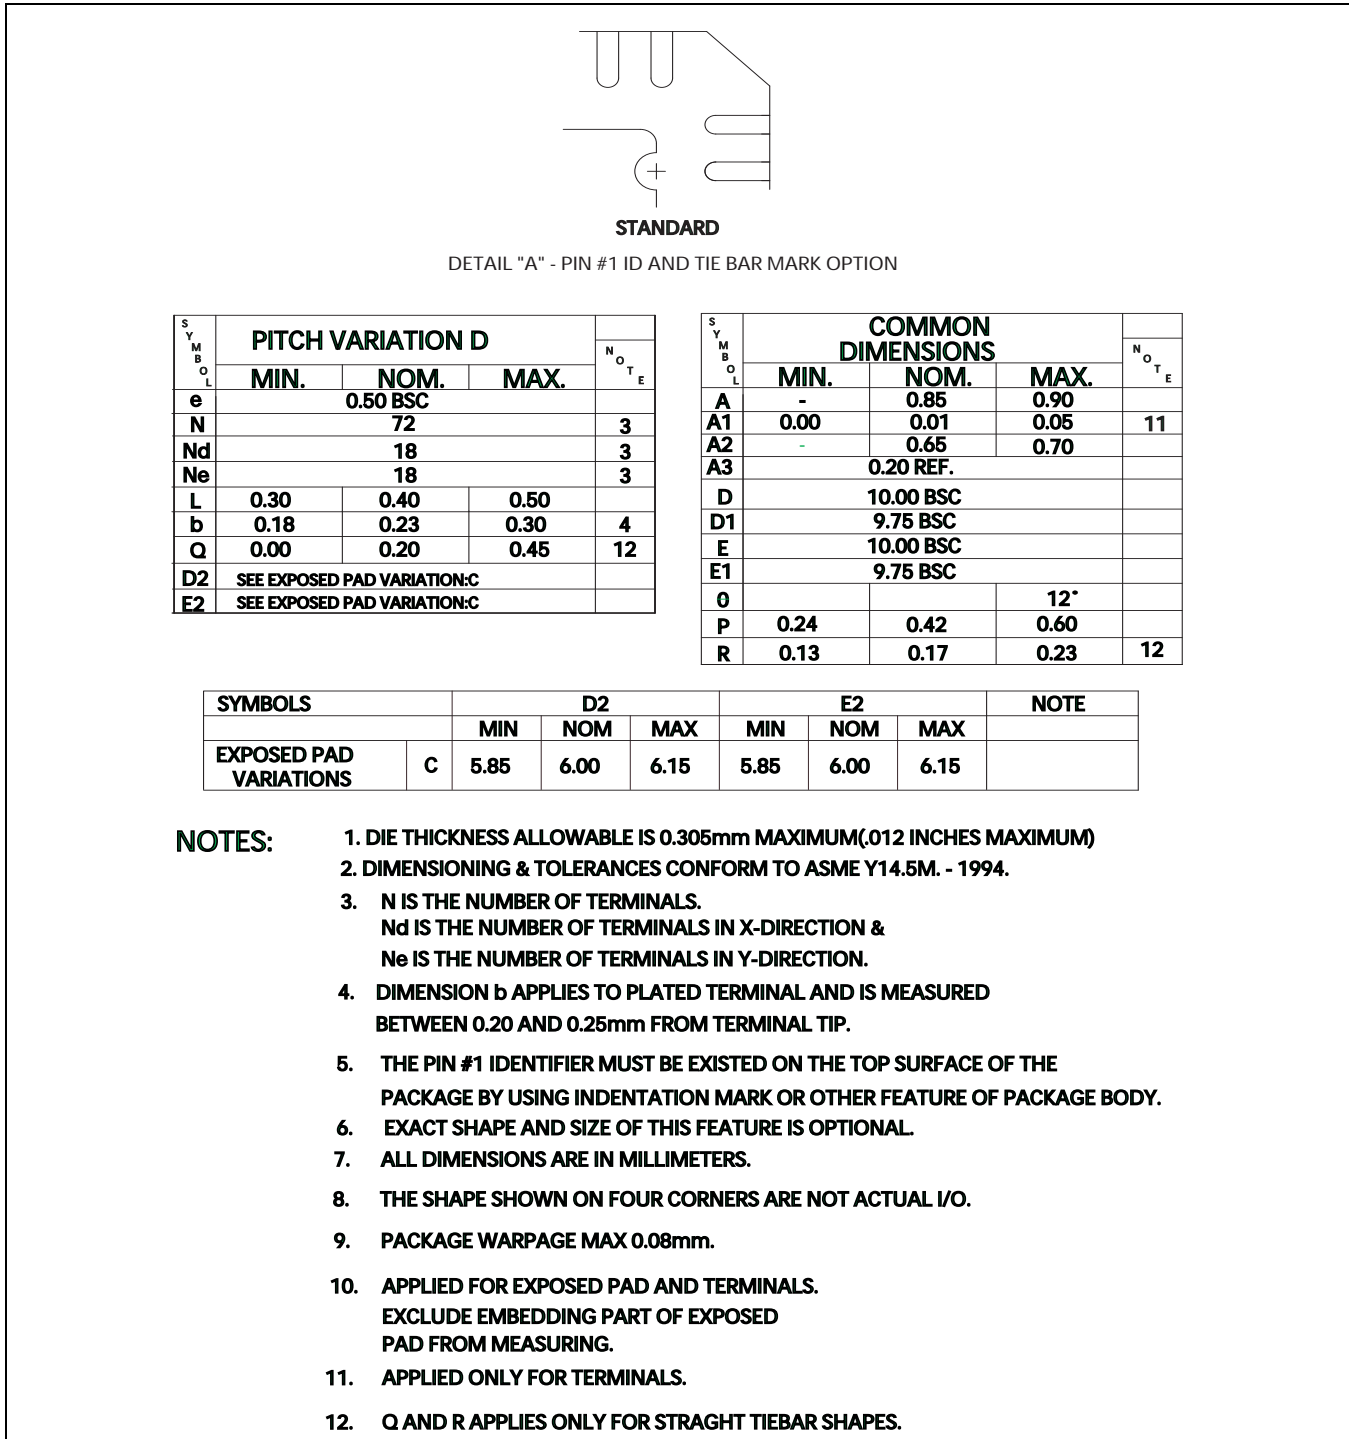 STANDARD
DETAIL "A" - PIN #1 ID AND TIE BAR MARK OPTION
SYMBOL PITCH VARIATION D NOTE
MIN. NOM. MAX.
e 0.50 BSC
N 72 3
Nd 18 3
Ne 18 3
L 0.30 0.40 0.50
b 0.18 0.23 0.30 4
Q 0.00 0.20 0.45 12
D2 SEE EXPOSED PAD VARIATION:C
E2 SEE EXPOSED PAD VARIATION:C
SYMBOL COMMON NOTE
DIMENSIONS
MIN. NOM. MAX.
A - 0.85 0.90
A1 0.00 0.01 0.05 11
A2 - 0.65 0.70
A3 0.20 REF.
D 10.00 BSC
D1 9.75 BSC
E 10.00 BSC
E1 9.75 BSC
θ 12°
P 0.24 0.42 0.60
R 0.13 0.17 0.23 12
SYMBOLS D2 E2 NOTE
MIN NOM MAX MIN NOM MAX
EXPOSED PAD
VARIATIONS C 5.85 6.00 6.15 5.85 6.00 6.15
NOTES: 1. DIE THICKNESS ALLOWABLE IS 0.305mm MAXIMUM(.012 INCHES MAXIMUM)
2. DIMENSIONING & TOLERANCES CONFORM TO ASME Y14.5M. - 1994.
3. N IS THE NUMBER OF TERMINALS.
Nd IS THE NUMBER OF TERMINALS IN X-DIRECTION &
Ne IS THE NUMBER OF TERMINALS IN Y-DIRECTION.
4. DIMENSION b APPLIES TO PLATED TERMINAL AND IS MEASURED
BETWEEN 0.20 AND 0.25mm FROM TERMINAL TIP.
5. THE PIN #1 IDENTIFIER MUST BE EXISTED ON THE TOP SURFACE OF THE
PACKAGE BY USING INDENTATION MARK OR OTHER FEATURE OF PACKAGE BODY.
6. EXACT SHAPE AND SIZE OF THIS FEATURE IS OPTIONAL.
7. ALL DIMENSIONS ARE IN MILLIMETERS.
8. THE SHAPE SHOWN ON FOUR CORNERS ARE NOT ACTUAL I/O.
9. PACKAGE WARPAGE MAX 0.08mm.
10. APPLIED FOR EXPOSED PAD AND TERMINALS.
EXCLUDE EMBEDDING PART OF EXPOSED
PAD FROM MEASURING.
11. APPLIED ONLY FOR TERMINALS.
12. Q AND R APPLIES ONLY FOR STRAGHT TIEBAR SHAPES.